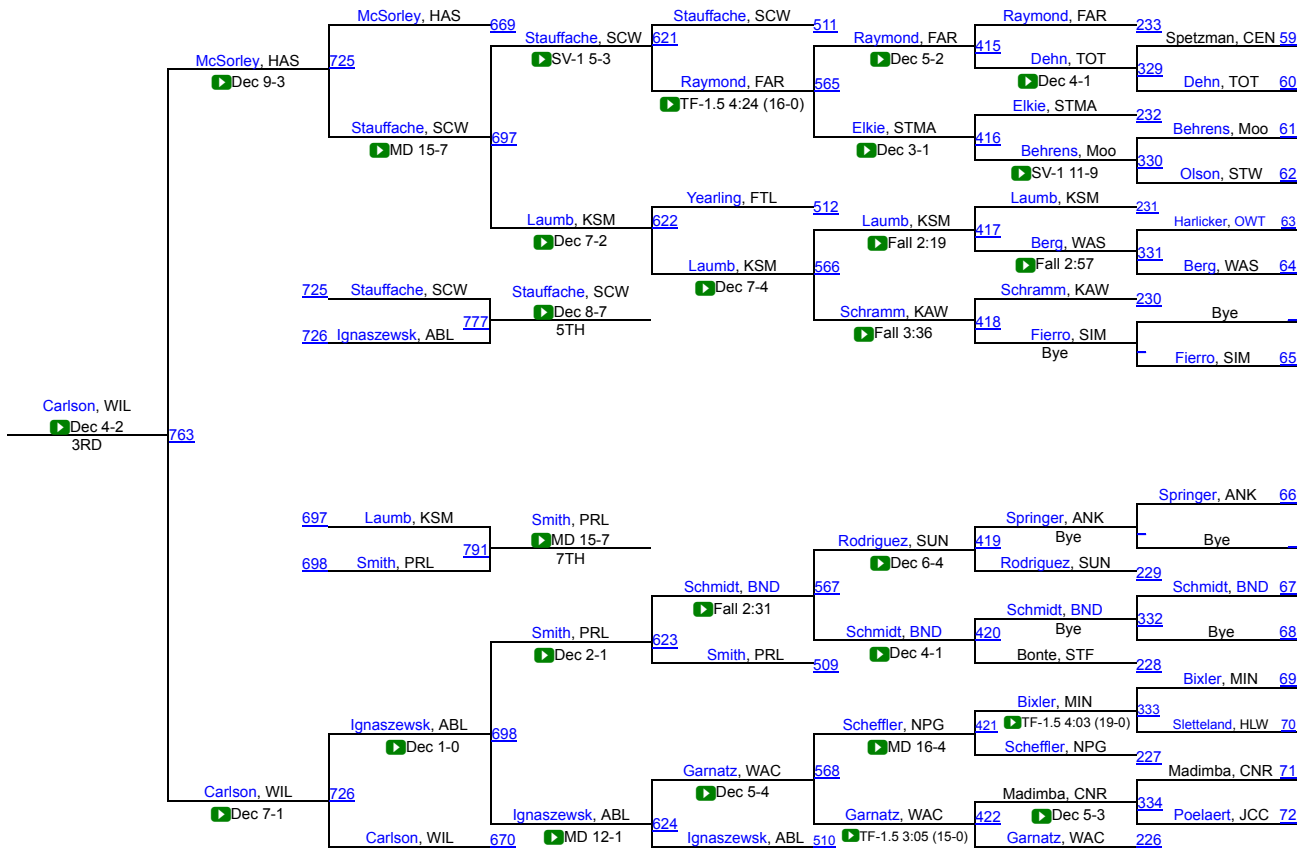 McSorley, HAS
669
Stauffache, SCW
511
Raymond, FAR
233
Spetzman, CEN 59
Stauffache, SCW
SV-1 5-3
621
Raymond, FAR
Dec 5-2
415
Dehn, TOT
Dec 4-1
329
Dehn, TOT 60
McSorley, HAS
Dec 9-3
725
Raymond, FAR
TF-1.5 4:24 (16-0)
565
Elkie, STMA
232
Behrens, Moo 61
Stauffache, SCW
MD 15-7
697
Elkie, STMA
Dec 3-1
416
Behrens, Moo
SV-1 11-9
330
Olson, STW 62
Yearling, FTL
512
Laumb, KSM
231
Laumb, KSM
Dec 7-2
622
Laumb, KSM
Fall 2:19
417
Harlicker, OWT 63
Berg, WAS
Fall 2:57
331
Berg, WAS 64
Laumb, KSM
Dec 7-4
566
725 Stauffache, SCW
Stauffache, SCW
Dec 8-7
5TH
777
726 Ignaszewsk, ABL
Schramm, KAW
Fall 3:36
418
Schramm, KAW
230
Bye
Fierro, SIM
Bye
Fierro, SIM 65
Carlson, WIL
Dec 4-2
3RD
763
Springer, ANK 66
697 Laumb, KSM
Smith, PRL
MD 15-7
7TH
791
698 Smith, PRL
Springer, ANK
Bye
Bye
Rodriguez, SUN
Dec 6-4
419
Rodriguez, SUN
229
Schmidt, BND
Fall 2:31
567
Schmidt, BND 67
Schmidt, BND
Bye
332
Bye 68
Smith, PRL
Dec 2-1
623
Schmidt, BND
Dec 4-1
420
Smith, PRL
509
Bonte, STF
228
Bixler, MIN 69
Bixler, MIN
TF-1.5 4:03 (19-0)
333
Sletteland, HLW 70
Ignaszewsk, ABL
Dec 1-0
698
Scheffler, NPG
MD 16-4
421
Scheffler, NPG
227
Garnatz, WAC
Dec 5-4
568
Madimba, CNR 71
Carlson, WIL
Dec 7-1
726
Madimba, CNR
Dec 5-3
334
Ignaszewsk, ABL
MD 12-1
624
Garnatz, WAC
TF-1.5 3:05 (15-0)
422
Poelaert, JCC 72
Carlson, WIL
670
Ignaszewsk, ABL 510
Garnatz, WAC
226